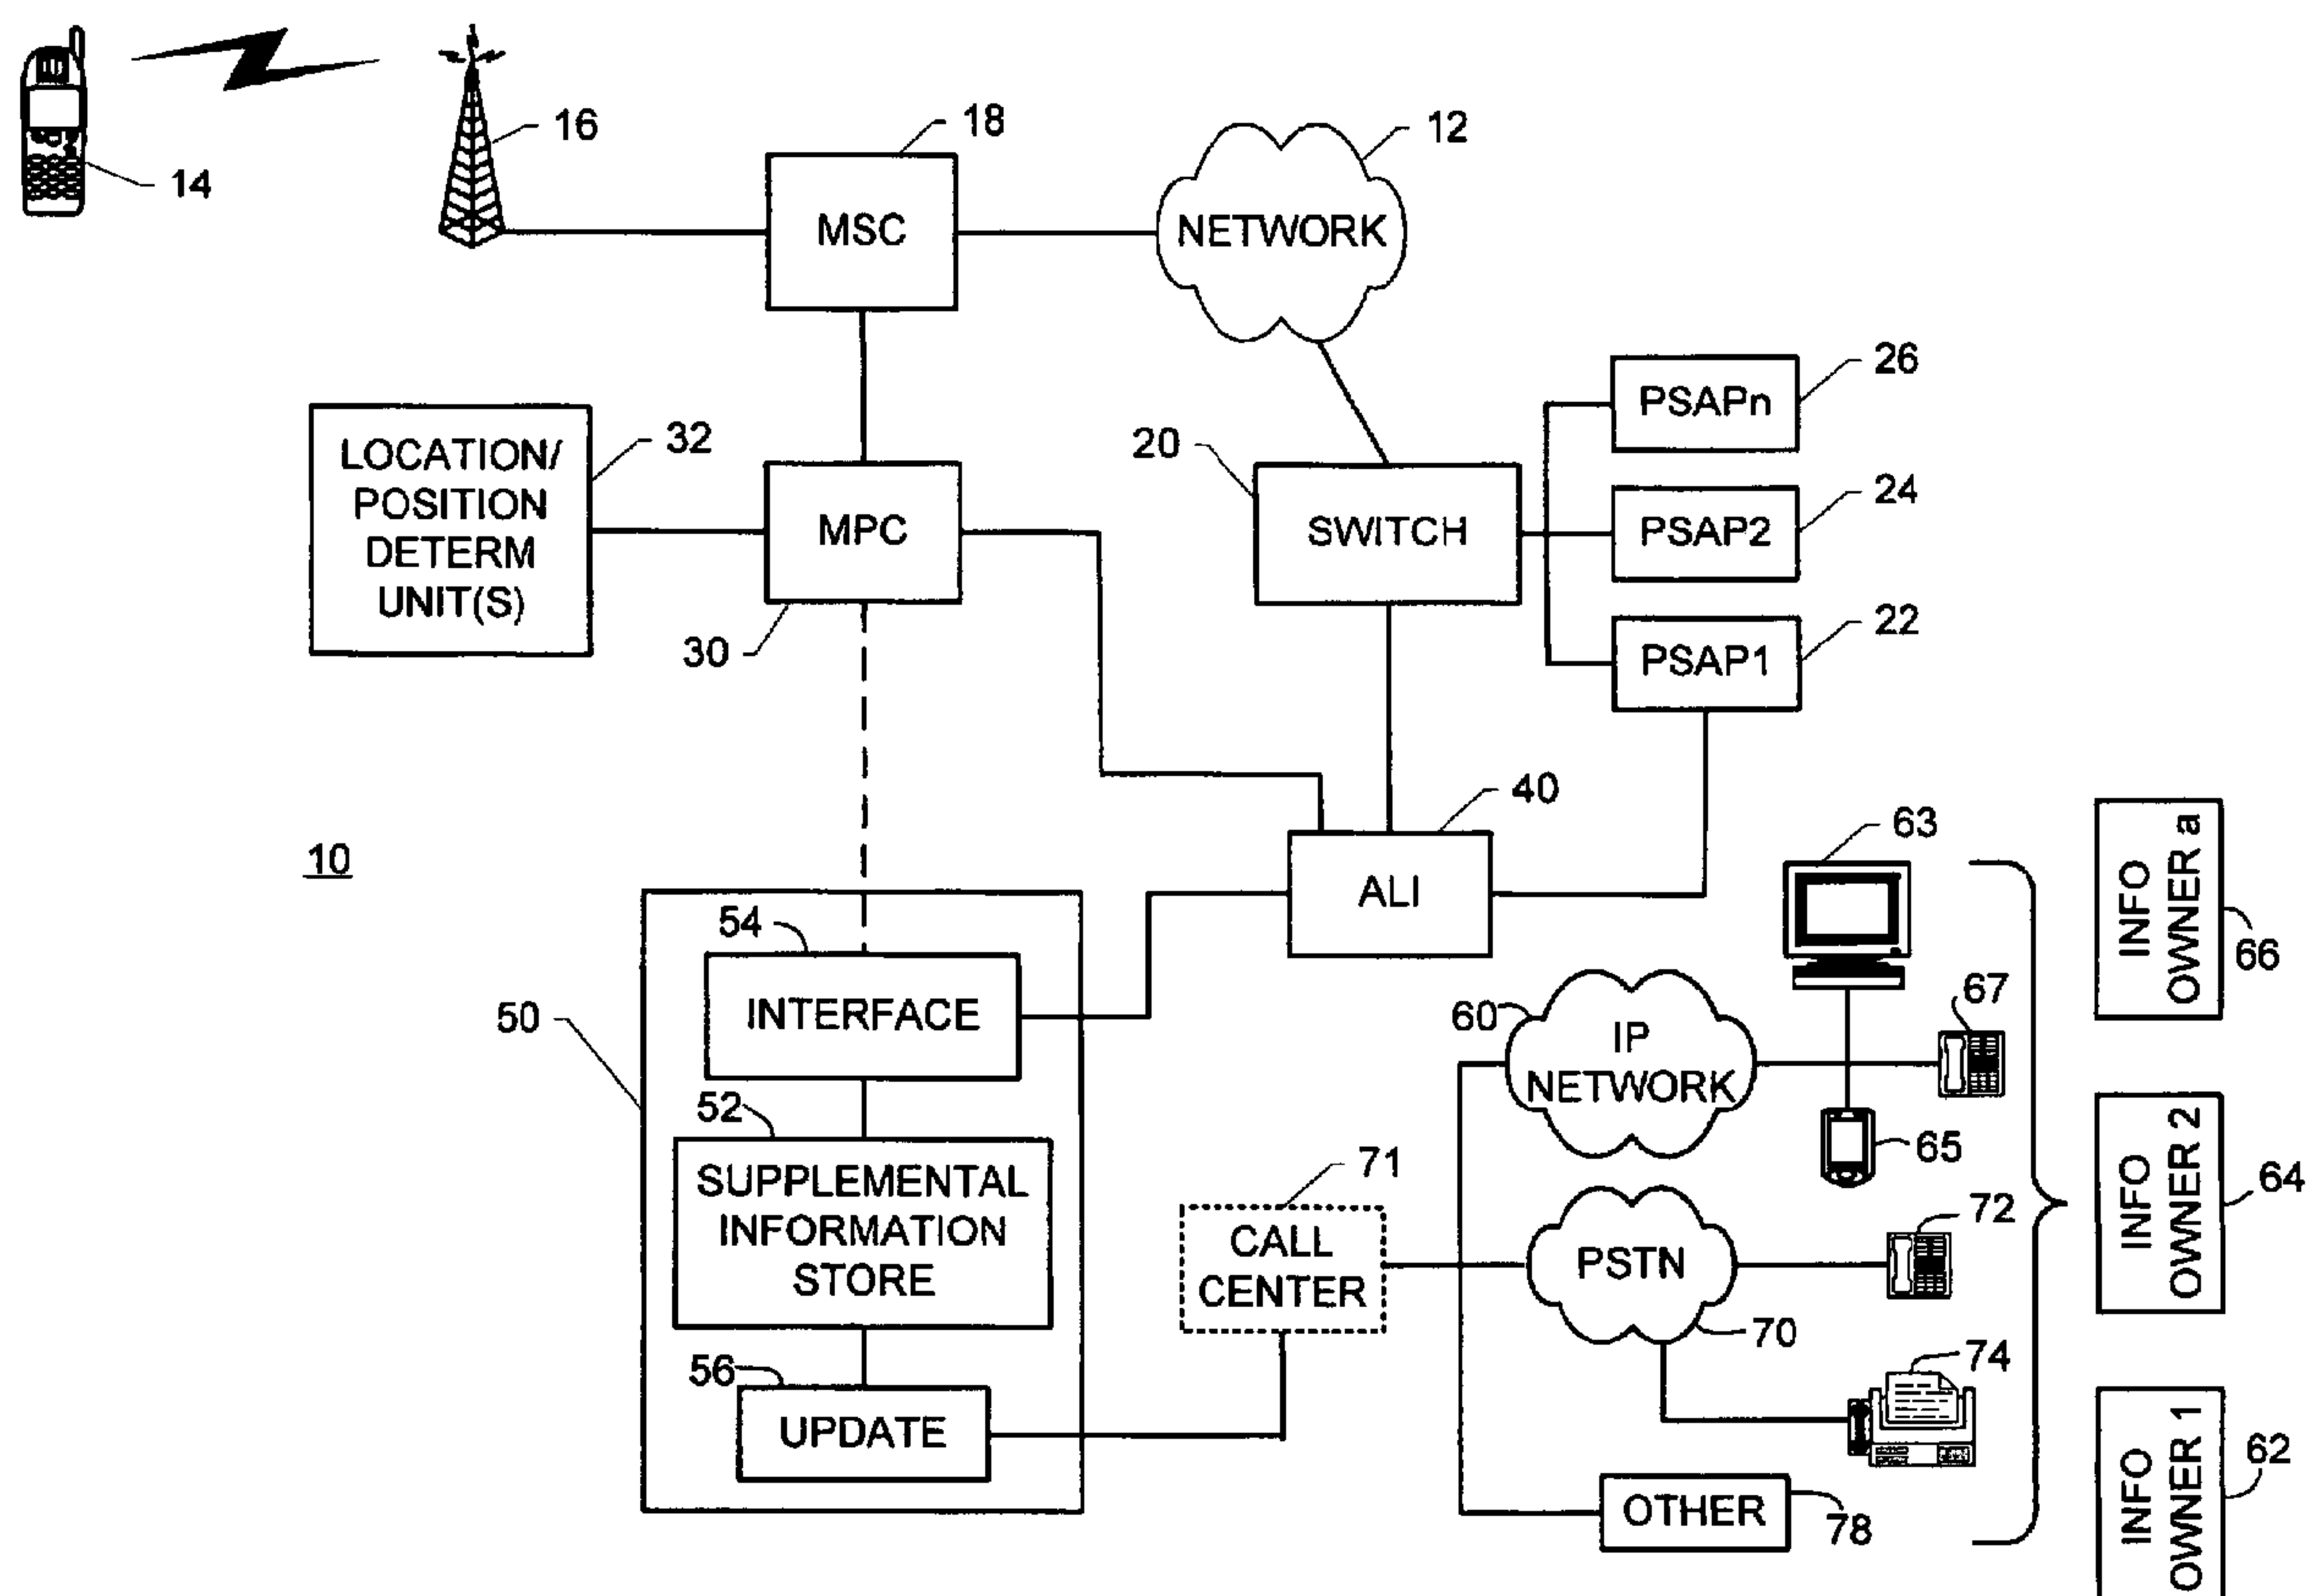 16
18
12
14
MSC
NETWORK
26
PSAPn
32
20
LOCATION/
POSITION
DETERM
UNIT(S)
MPC
SWITCH
24
PSAP2
30
22
PSAP1
40
10
ALI
63
INFO
OWNER a
66
54
INTERFACE
50
60
IP
NETWORK
67
65
52
SUPPLEMENTAL
INFORMATION
STORE
71
CALL
CENTER
PSTN
72
70
INFO
OWNER 2
64
56
UPDATE
74
OTHER
78
INFO
OWNER 1
62